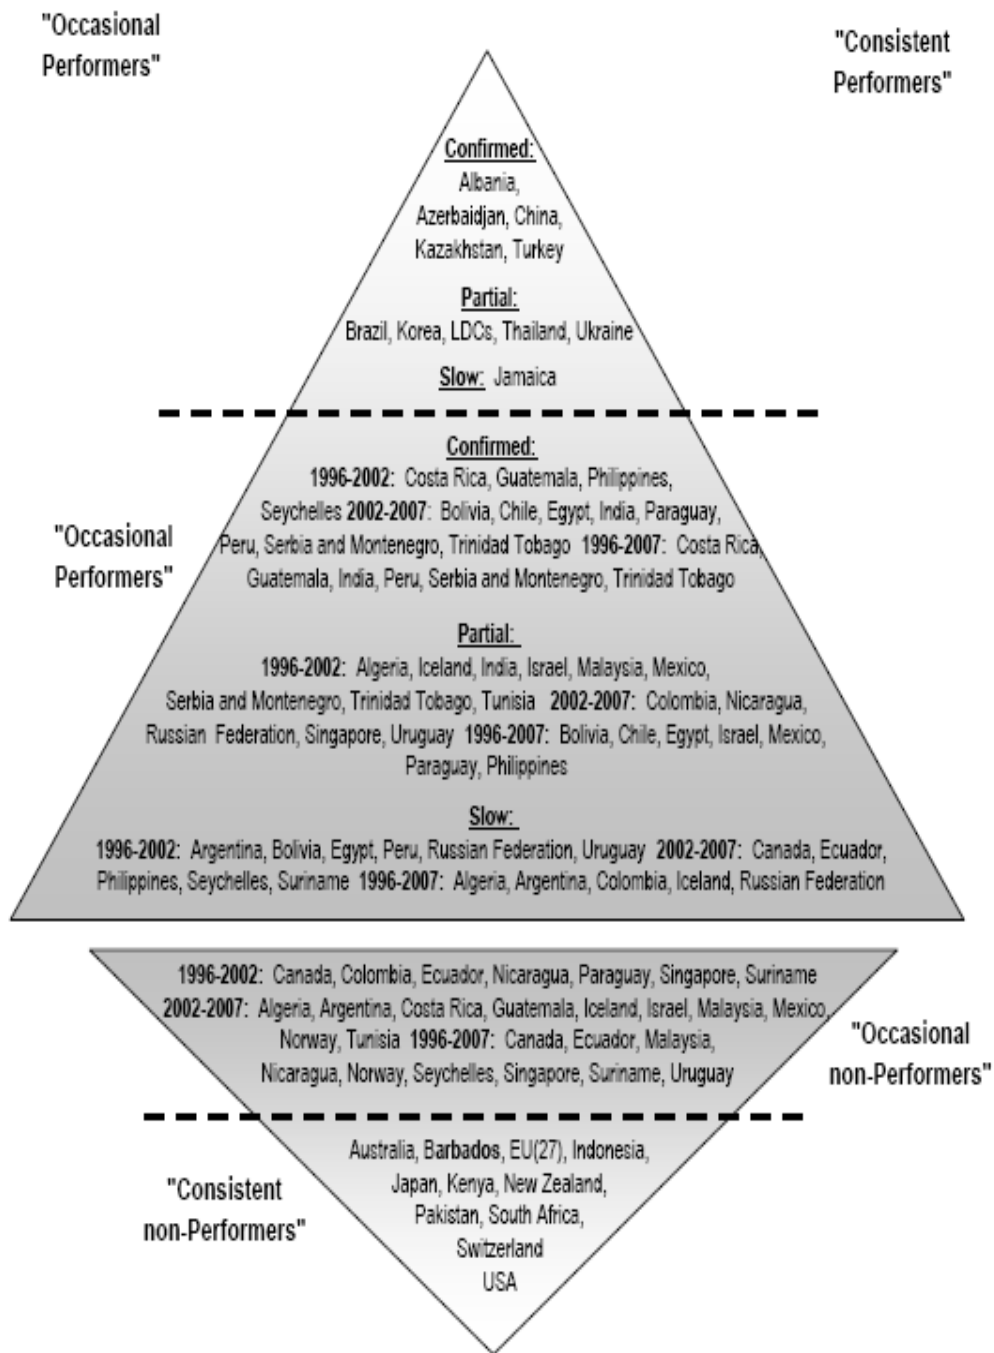 "Occasional
Performers"
"Consistent
Performers"
Confirmed:
Albania,
Azerbaidjan, China,
Kazakhstan, Turkey
Partial:
Brazil, Korea, LDCs, Thailand, Ukraine
Slow: Jamaica
Confirmed:
1996-2002: Costa Rica, Guatemala, Philippines,
Seychelles 2002-2007: Bolivia, Chile, Egypt, India, Paraguay,
Peru, Serbia and Montenegro, Trinidad Tobago 1996-2007: Costa Rica,
Guatemala, India, Peru, Serbia and Montenegro, Trinidad Tobago
"Occasional
Performers"
Partial:
1996-2002: Algeria, Iceland, India, Israel, Malaysia, Mexico,
Serbia and Montenegro, Trinidad Tobago, Tunisia 2002-2007: Colombia, Nicaragua,
Russian Federation, Singapore, Uruguay 1996-2007: Bolivia, Chile, Egypt, Israel, Mexico,
Paraguay, Philippines
Slow:
1996-2002: Argentina, Bolivia, Egypt, Peru, Russian Federation, Uruguay 2002-2007: Canada, Ecuador,
Philippines, Seychelles, Suriname 1996-2007: Algeria, Argentina, Colombia, Iceland, Russian Federation
1996-2002: Canada, Colombia, Ecuador, Nicaragua, Paraguay, Singapore, Suriname
2002-2007: Algeria, Argentina, Costa Rica, Guatemala, Iceland, Israel, Malaysia, Mexico,
Norway, Tunisia 1996-2007: Canada, Ecuador, Malaysia,
Nicaragua, Norway, Seychelles, Singapore, Suriname, Uruguay
"Occasional
non-Performers"
Australia, Barbados, EU(27), Indonesia,
Japan, Kenya, New Zealand,
Pakistan, South Africa,
Switzerland
USA
"Consistent
non-Performers"